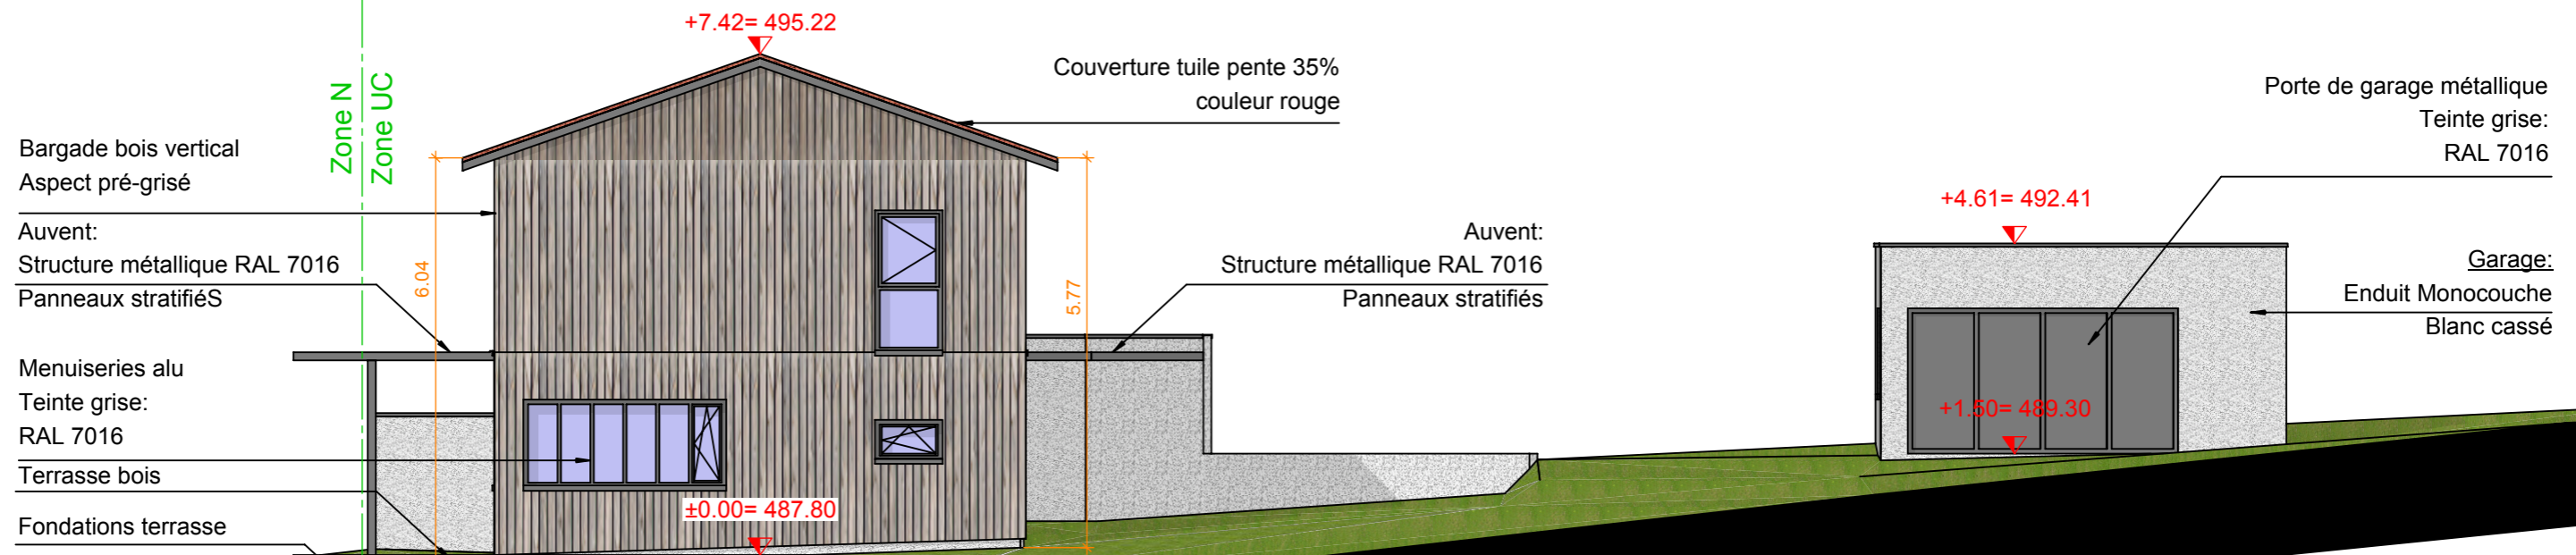 +7.42= 495.22
Couverture tuile pente 35%
couleur rouge
Porte de garage métallique
Teinte grise:
RAL 7016
Zone N
Zone UC
Bargade bois vertical
Aspect pré-grisé
+4.61= 492.41
Auvent:
Structure métallique RAL 7016
Panneaux stratifiéS
6.04
5.77
Auvent:
Structure métallique RAL 7016
Panneaux stratifiés
Garage:
Enduit Monocouche
Blanc cassé
Menuiseries alu
Teinte grise:
RAL 7016
+1.50= 489.30
Terrasse bois
±0.00= 487.80
Fondations terrasse